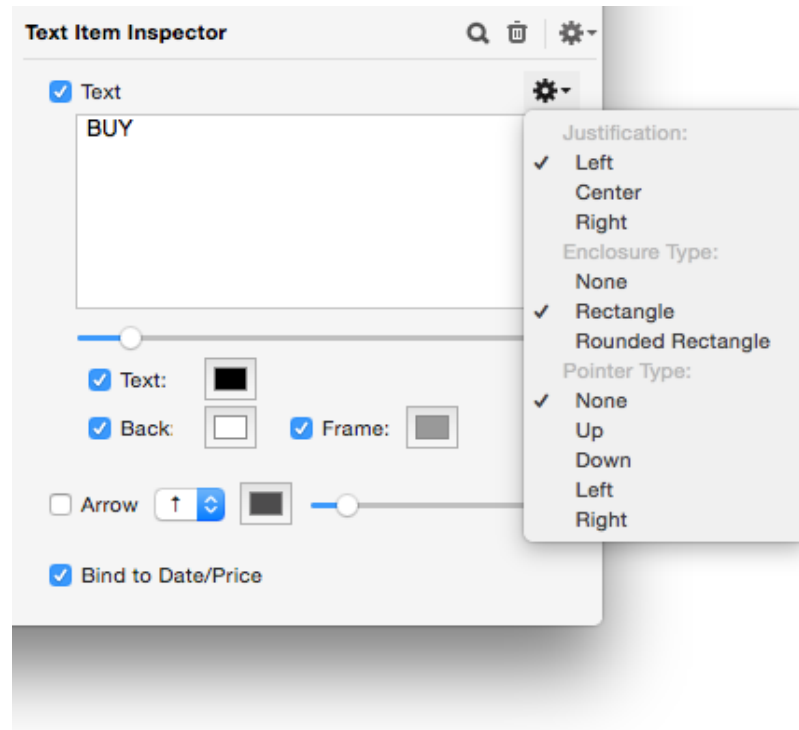 Text Item Inspector
Text
BUY
Text:
Back:
Frame:
Arrow ↑
Bind to Date/Price
Justification:
✓ Left
Center
Right
Enclosure Type:
None
✓ Rectangle
Rounded Rectangle
Pointer Type:
✓ None
Up
Down
Left
Right